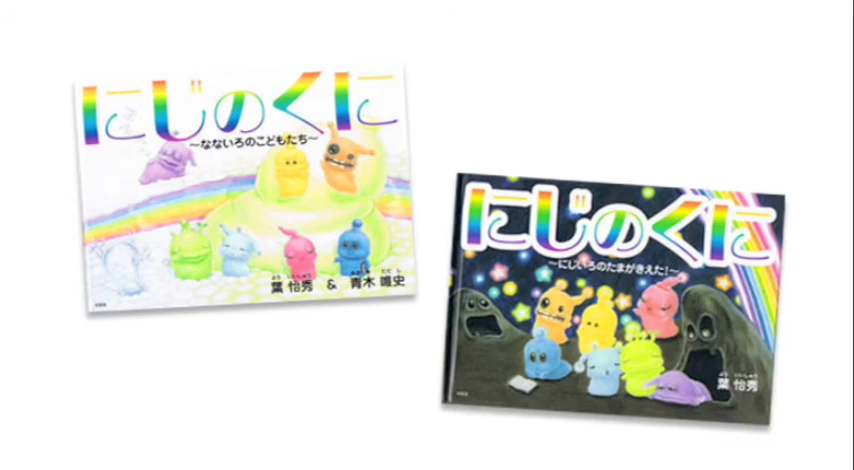 にじのくに
〜なないろのこどもたち〜
葉 怡秀 & 青木 唯史
にじのくに
〜にじいろのたまがきえた!〜
葉 怡秀